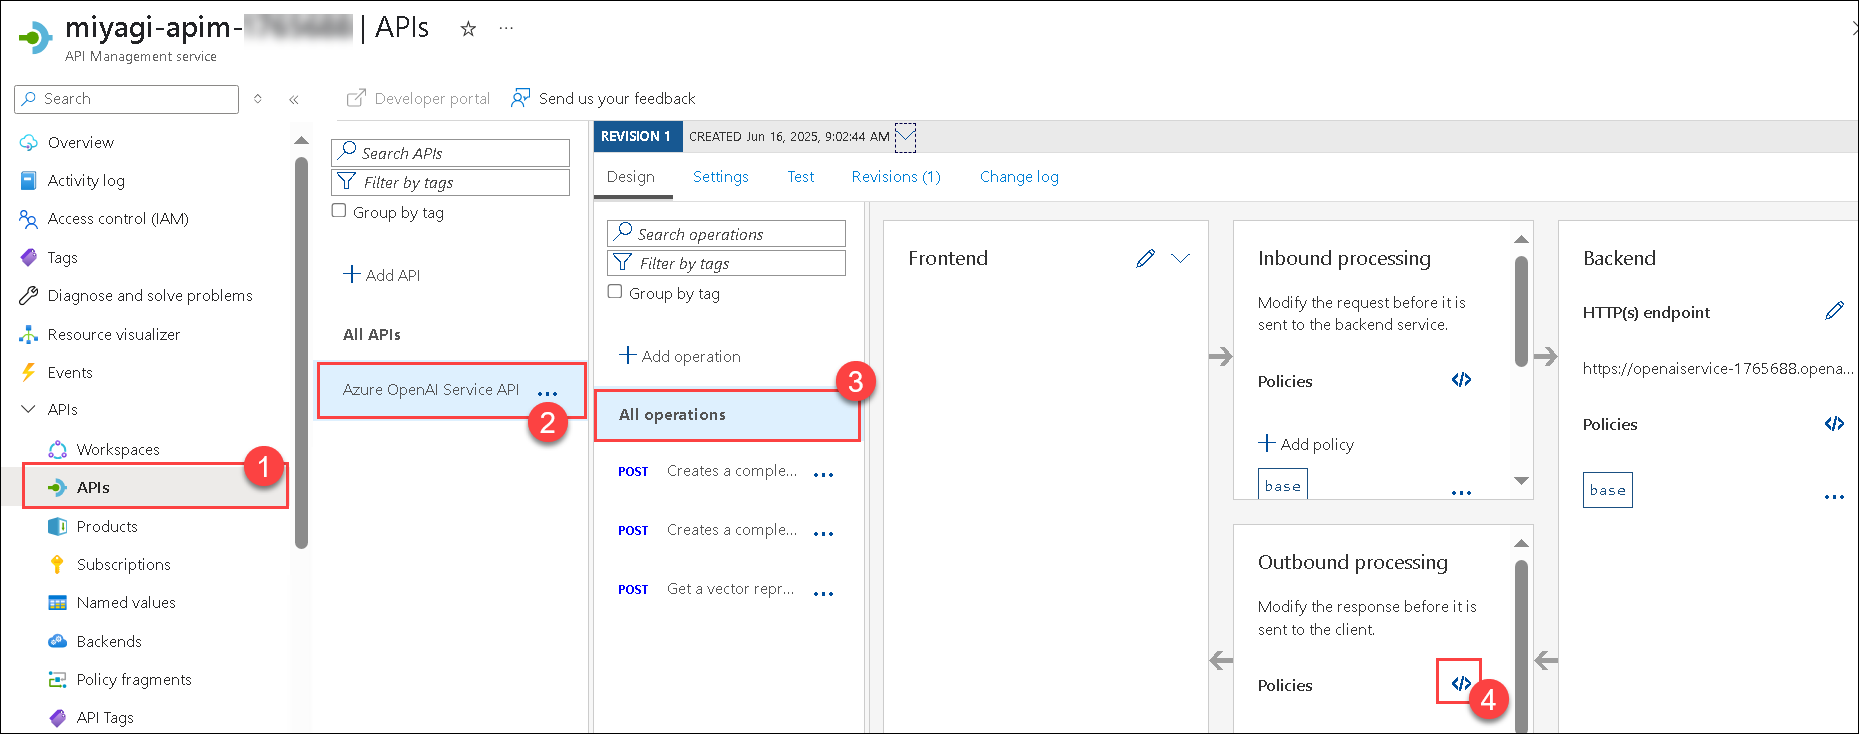 miyagi-apim- | APIs
API Management service
Search
Developer portal
Send us your feedback
Overview
Activity log
Access control (IAM)
Tags
Diagnose and solve problems
Resource visualizer
Events
APIs
Workspaces
APIs
1
Products
Subscriptions
Named values
Backends
Policy fragments
API Tags
Search APIs
Filter by tags
Group by tag
Add API
All APIs
Azure OpenAI Service API
...
2
REVISION 1
CREATED Jun 16, 2025, 9:02:44 AM
Design
Settings
Test
Revisions (1)
Change log
Search operations
Filter by tags
Group by tag
Add operation
All operations
3
POST Creates a comple... ...
POST Creates a comple... ...
POST Get a vector repr... ...
Frontend
Inbound processing
Modify the request before it is
sent to the backend service.
Policies </>
+ Add policy
base
...
Outbound processing
Modify the response before it is
sent to the client.
Policies </>
4
Backend
HTTP(s) endpoint
https://openaiservice-1765688.opena...
Policies </>
base
...